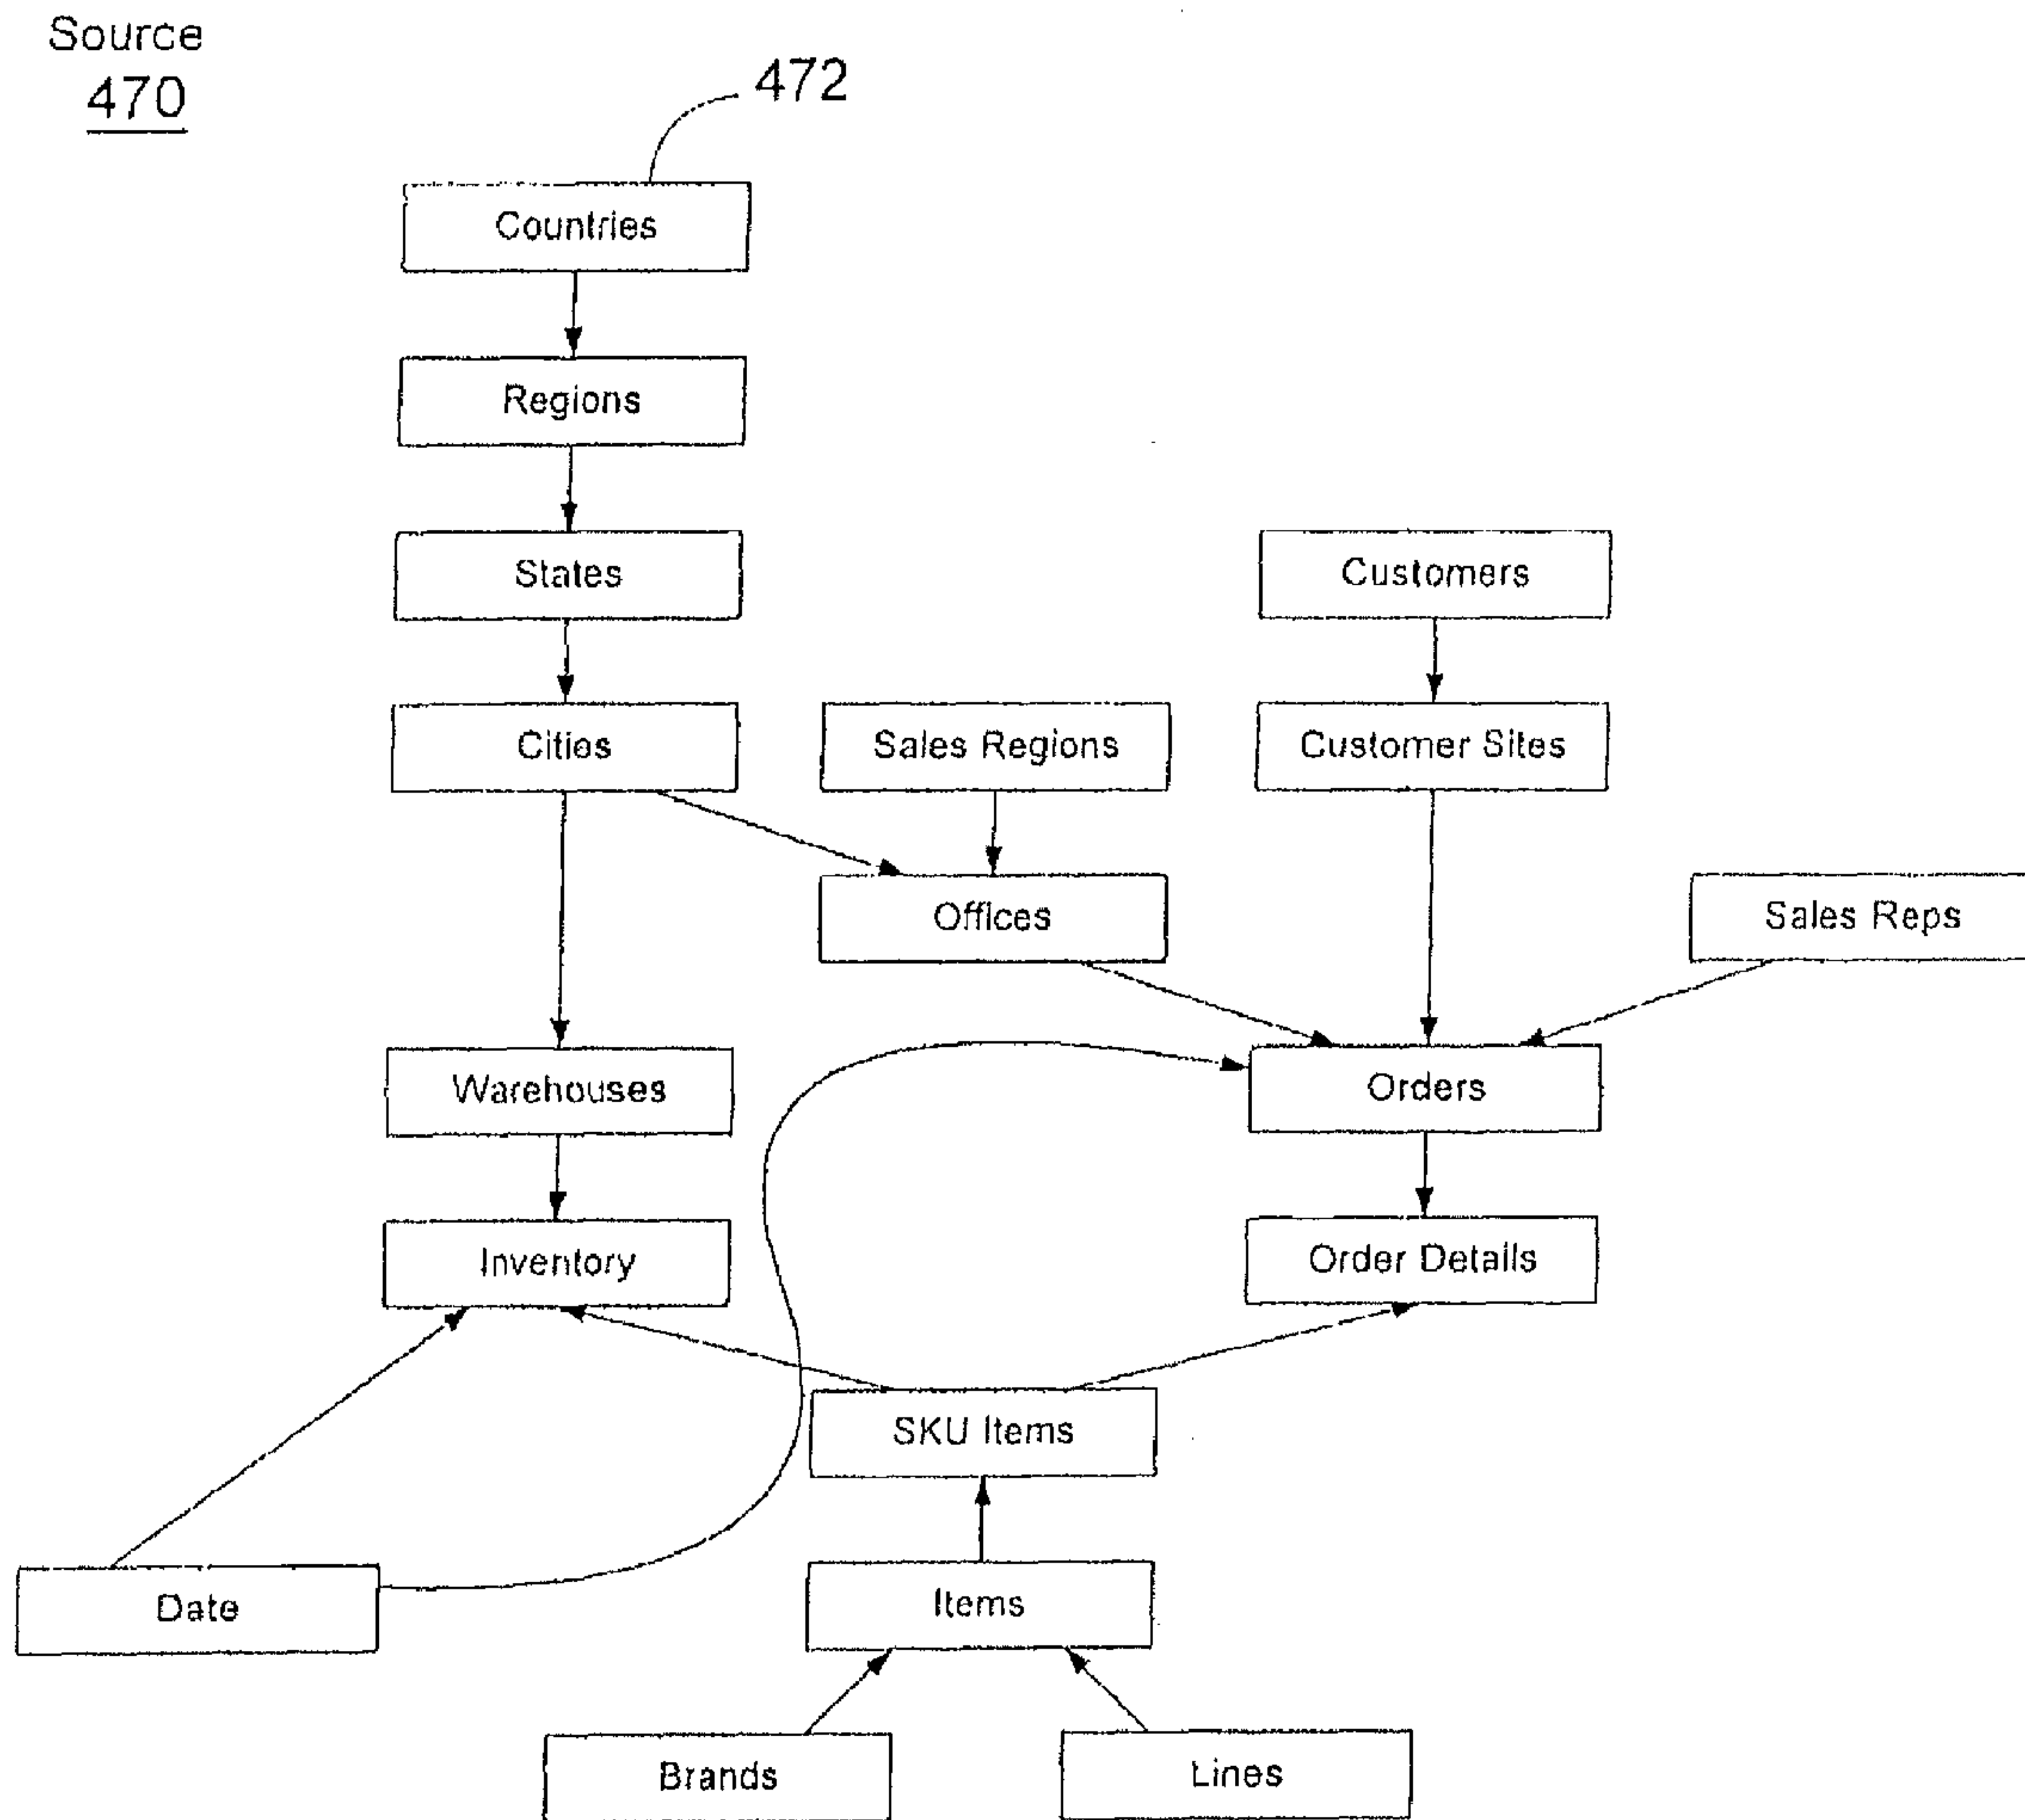 Source
470
472
Countries
Regions
States
Customers
Cities
Sales Regions
Customer Sites
Offices
Sales Reps
Warehouses
Orders
Inventory
Order Details
SKU Items
Date
Items
Brands
Lines